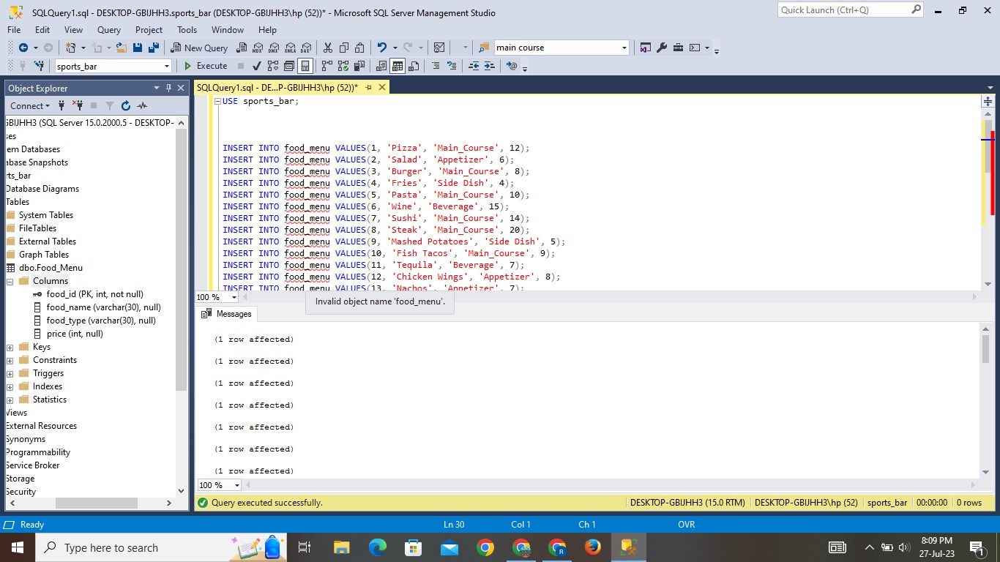 SQLQuery1.sql - DESKTOP-GBIJHH3.sports_bar (DESKTOP-GBIJHH3\hp (52))* - Microsoft SQL Server Management Studio
Quick Launch (Ctrl+Q)
File Edit View Query Project Tools Window Help
New Query MDX DMX XMLA DAX main course
sports_bar Execute
Object Explorer
Connect
GBIJHH3 (SQL Server 15.0.2000.5 - DESKTOP-
ses
em Databases
abase Snapshots
rts_bar
Database Diagrams
Tables
System Tables
FileTables
External Tables
Graph Tables
dbo.Food_Menu
Columns
food_id (PK, int, not null)
food_name (varchar(30), null)
food_type (varchar(30), null)
price (int, null)
Keys
Constraints
Triggers
Indexes
Statistics
Views
External Resources
Synonyms
Programmability
Service Broker
Storage
Security
SQLQuery1.sql - DE...P-GBIJHH3\hp (52))*
USE sports_bar;
INSERT INTO food_menu VALUES(1, 'Pizza', 'Main_Course', 12);
INSERT INTO food_menu VALUES(2, 'Salad', 'Appetizer', 6);
INSERT INTO food_menu VALUES(3, 'Burger', 'Main_Course', 8);
INSERT INTO food_menu VALUES(4, 'Fries', 'Side Dish', 4);
INSERT INTO food_menu VALUES(5, 'Pasta', 'Main_Course', 10);
INSERT INTO food_menu VALUES(6, 'Wine', 'Beverage', 15);
INSERT INTO food_menu VALUES(7, 'Sushi', 'Main_Course', 14);
INSERT INTO food_menu VALUES(8, 'Steak', 'Main_Course', 20);
INSERT INTO food_menu VALUES(9, 'Mashed Potatoes', 'Side Dish', 5);
INSERT INTO food_menu VALUES(10, 'Fish Tacos', 'Main_Course', 9);
INSERT INTO food_menu VALUES(11, 'Tequila', 'Beverage', 7);
INSERT INTO food_menu VALUES(12, 'Chicken Wings', 'Appetizer', 8);
INSERT INTO food_menu VALUES(13, 'Nachos', 'Appetizer', 7);
100 %
Invalid object name 'food_menu'.
Messages
(1 row affected)
(1 row affected)
(1 row affected)
(1 row affected)
(1 row affected)
(1 row affected)
(1 row affected)
100 %
Query executed successfully. DESKTOP-GBIJHH3 (15.0 RTM) DESKTOP-GBIJHH3\hp (52) sports_bar 00:00:00 0 rows
Ready Ln 30 Col 1 Ch 1 OVR
Type here to search
8:09 PM
27-Jul-23
1